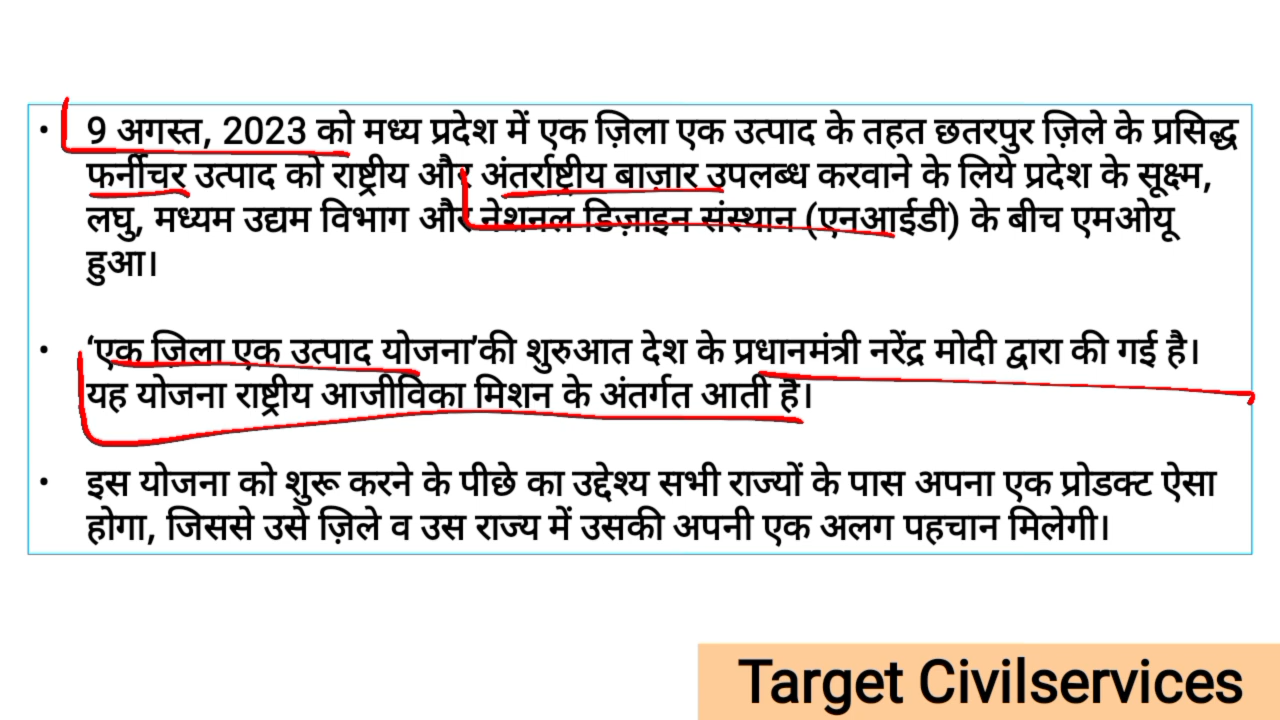 • 9 अगस्त, 2023 को मध्य प्रदेश में एक ज़िला एक उत्पाद के तहत छतरपुर ज़िले के प्रसिद्ध
फर्नीचर उत्पाद को राष्ट्रीय और अंतर्राष्ट्रीय बाज़ार उपलब्ध करवाने के लिये प्रदेश के सूक्ष्म,
लघु, मध्यम उद्यम विभाग और नेशनल डिज़ाइन संस्थान (एनआईडी) के बीच एमओयू
हुआ।
• ‘एक ज़िला एक उत्पाद योजना’की शुरुआत देश के प्रधानमंत्री नरेंद्र मोदी द्वारा की गई है।
यह योजना राष्ट्रीय आजीविका मिशन के अंतर्गत आती है।
• इस योजना को शुरू करने के पीछे का उद्देश्य सभी राज्यों के पास अपना एक प्रोडक्ट ऐसा
होगा, जिससे उसे ज़िले व उस राज्य में उसकी अपनी एक अलग पहचान मिलेगी।
Target Civilservices